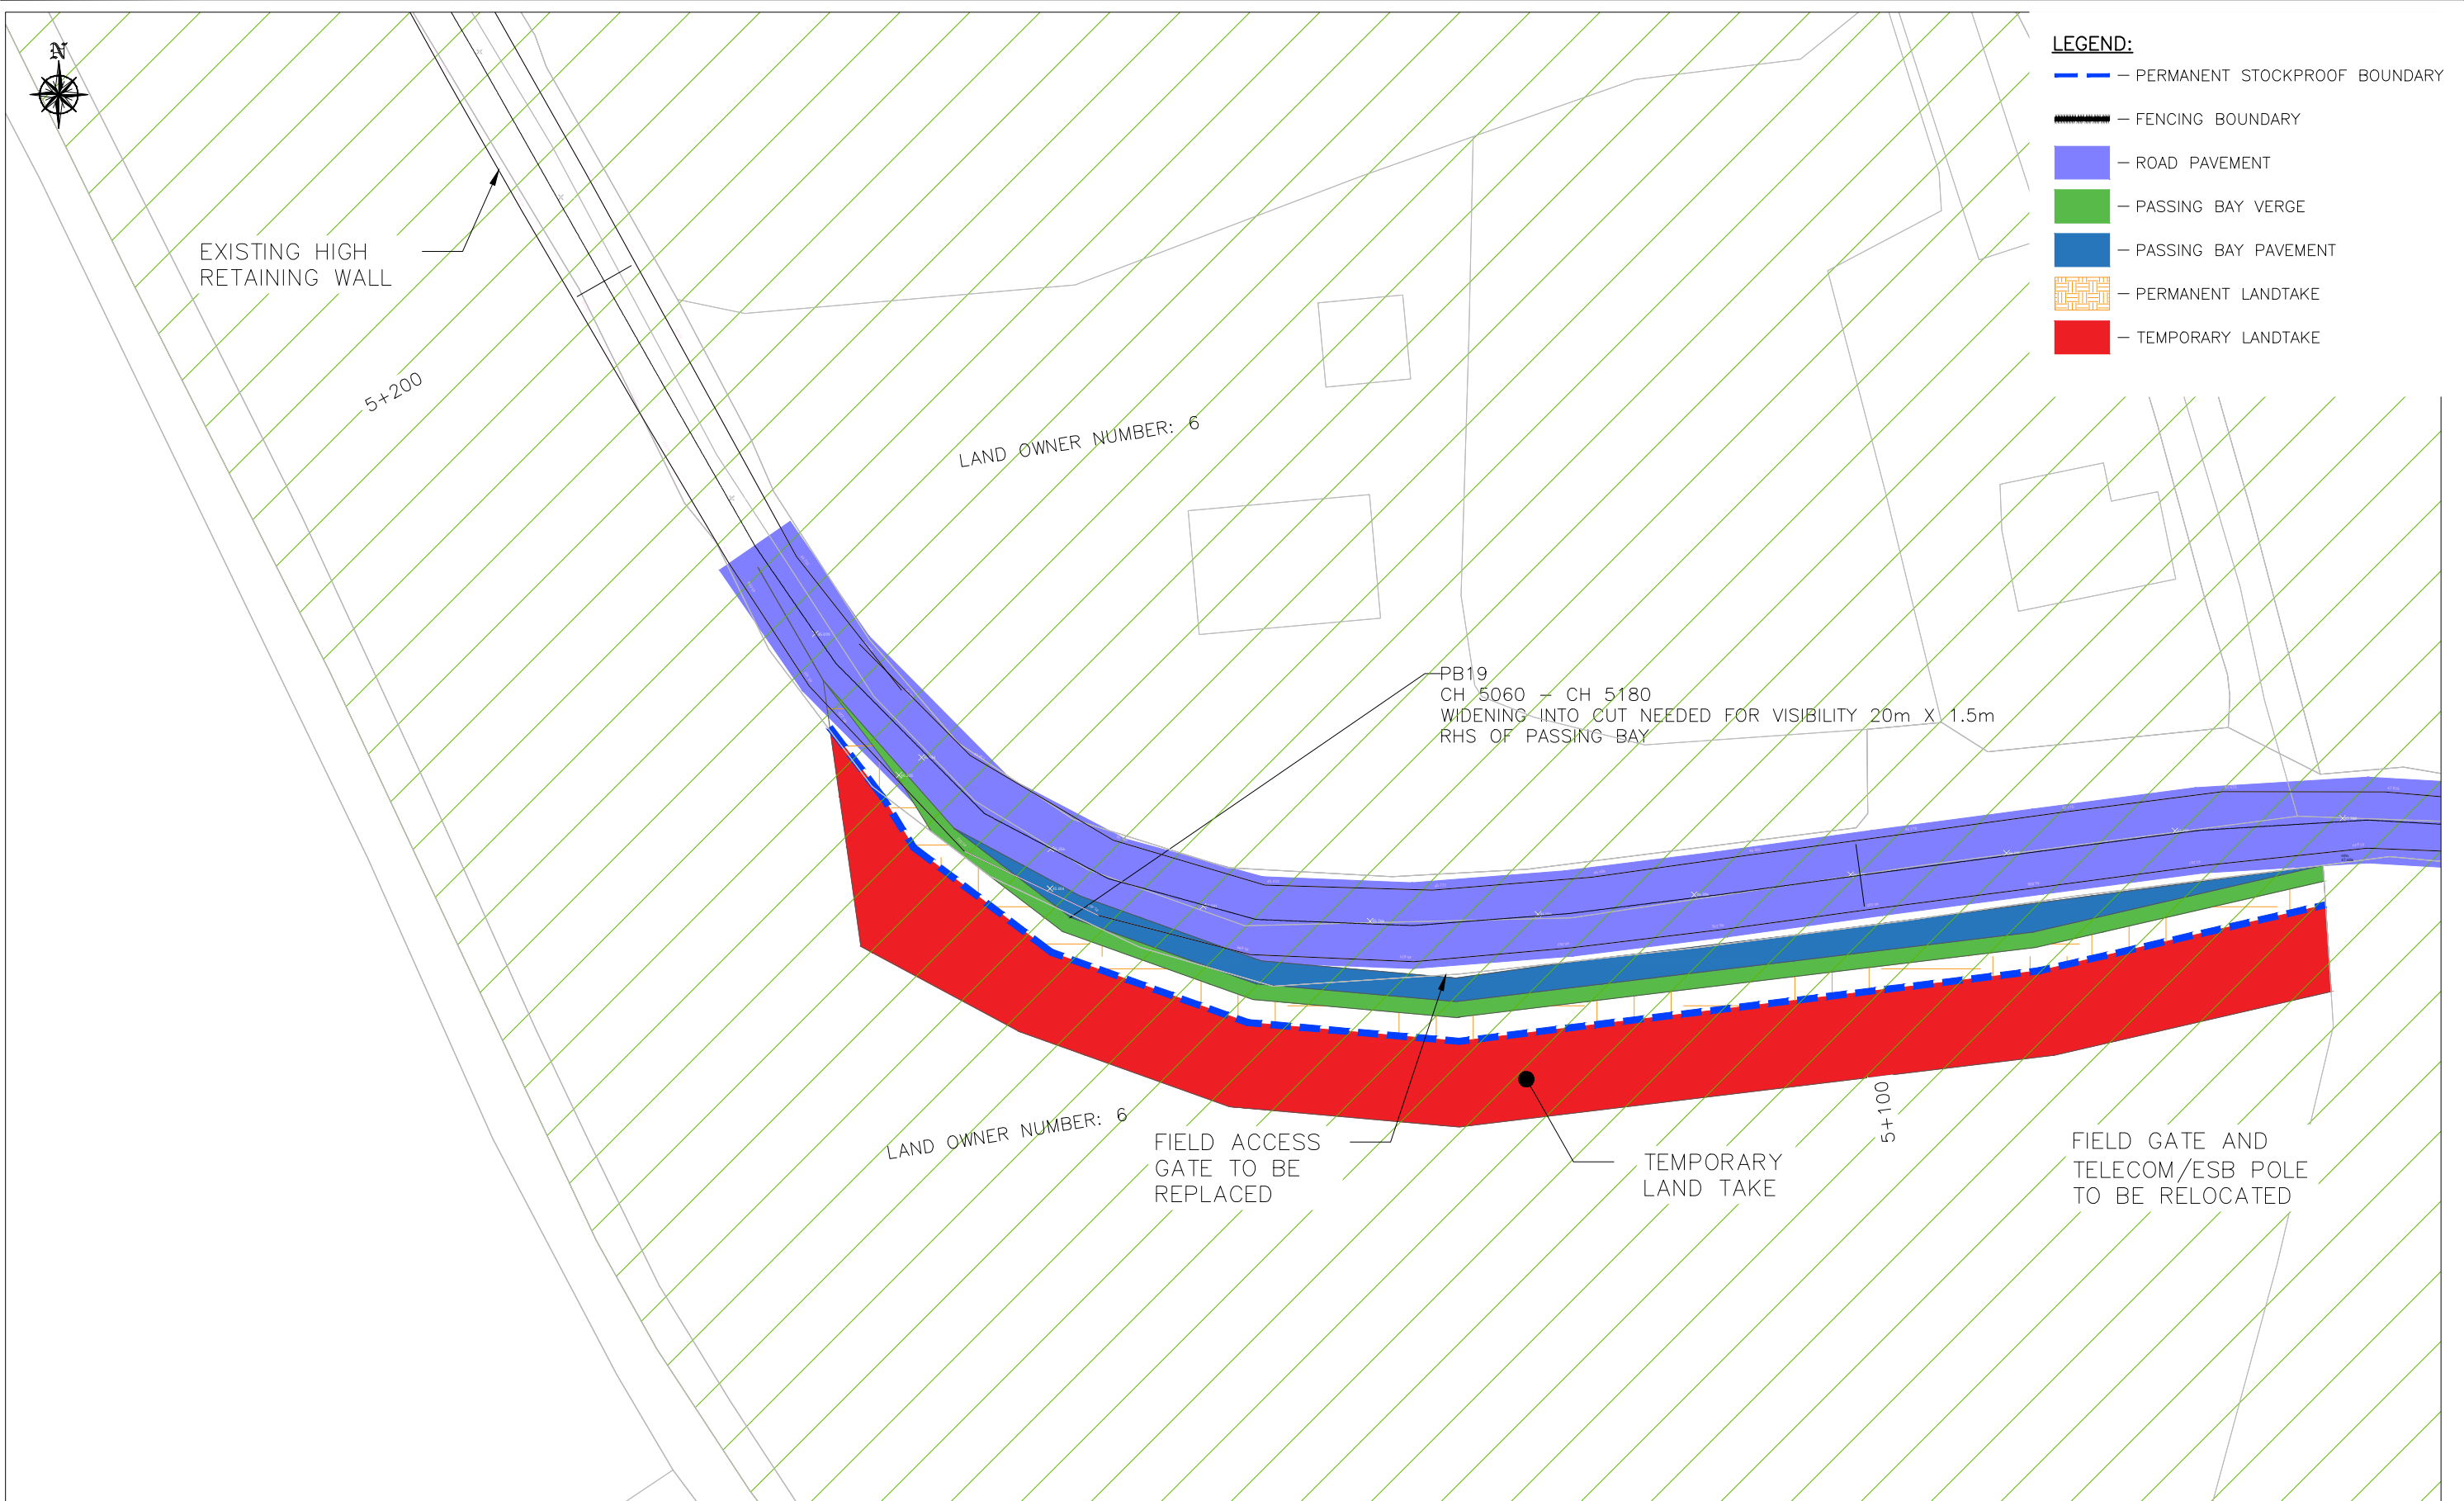 N
LEGEND:
— PERMANENT STOCKPROOF BOUNDARY
— FENCING BOUNDARY
— ROAD PAVEMENT
— PASSING BAY VERGE
— PASSING BAY PAVEMENT
— PERMANENT LANDTAKE
— TEMPORARY LANDTAKE
EXISTING HIGH
RETAINING WALL
5+200
LAND OWNER NUMBER: 6
PB19
CH 5060 — CH 5180
WIDENING INTO CUT NEEDED FOR VISIBILITY 20m X 1.5m
RHS OF PASSING BAY
LAND OWNER NUMBER: 6
FIELD ACCESS
GATE TO BE
REPLACED
TEMPORARY
LAND TAKE
5+100
FIELD GATE AND
TELECOM/ESB POLE
TO BE RELOCATED